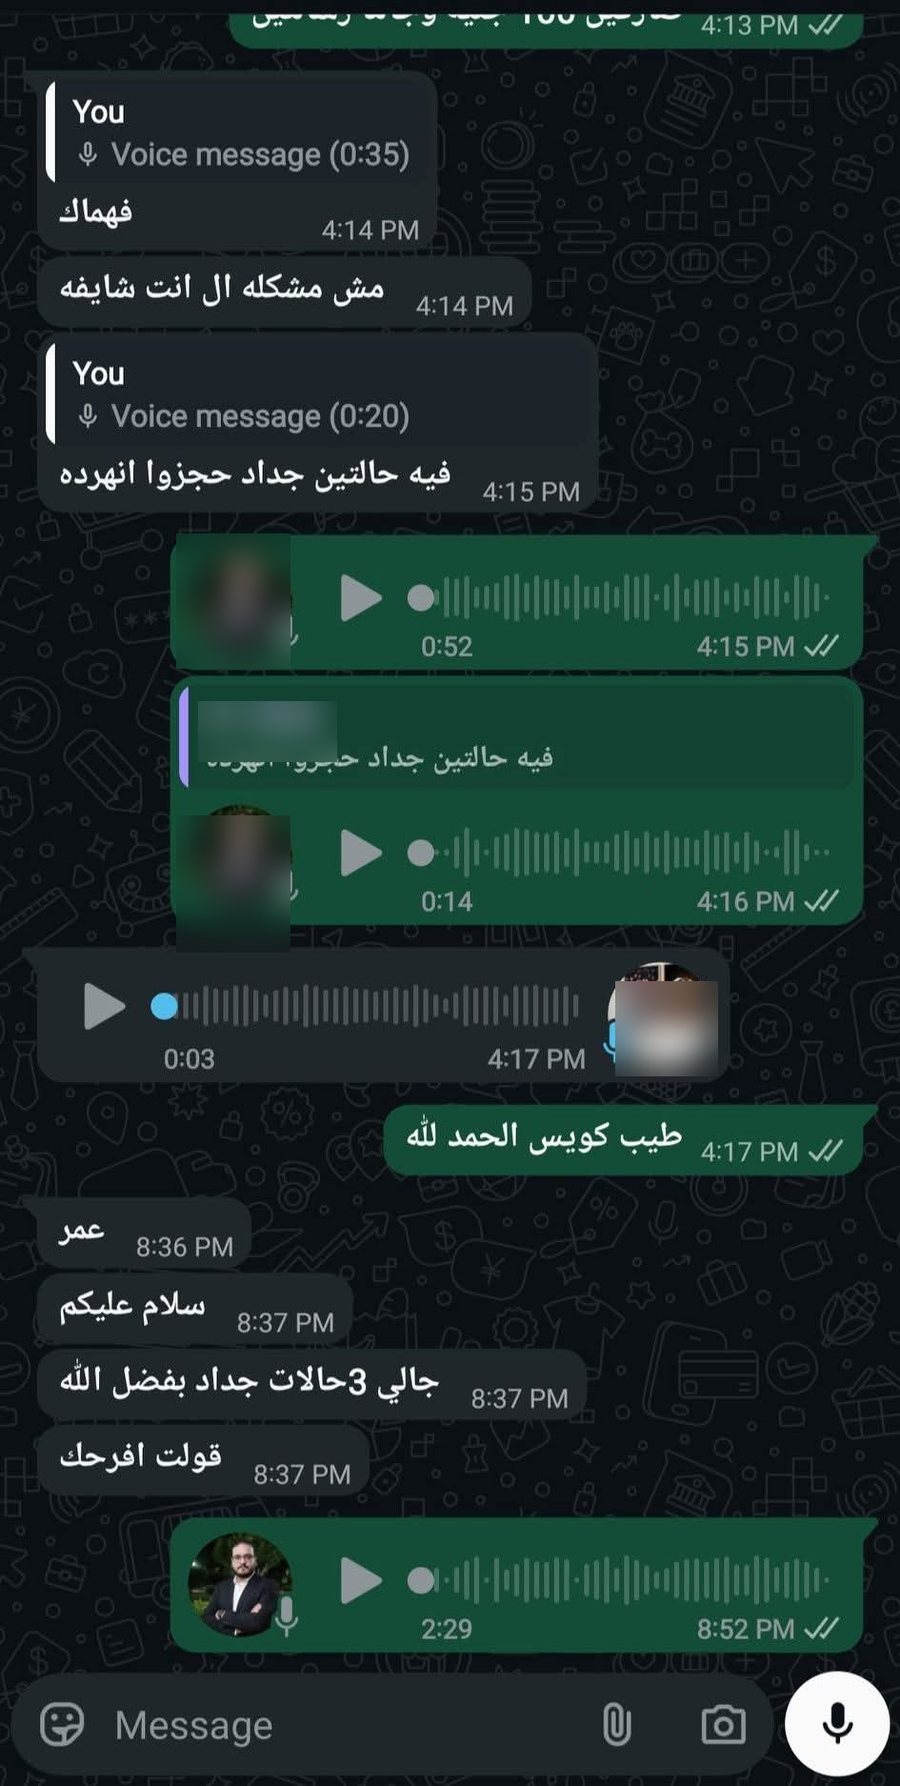 100
4:13 PM
You
Voice message (0:35)
فهماك
4:14 PM
مش مشكله ال انت شايفه
4:14 PM
You
Voice message (0:20)
فيه حالتين جداد حجزوا انهرده
4:15 PM
0:52
4:15 PM
فيه حالتين جداد
0:14
4:16 PM
0:03
4:17 PM
طيب كويس الحمد لله
4:17 PM
عمر
8:36 PM
سلام عليكم
8:37 PM
جالي 3حالات جداد بفضل الله
8:37 PM
قولت افرحك
8:37 PM
2:29
8:52 PM
Message